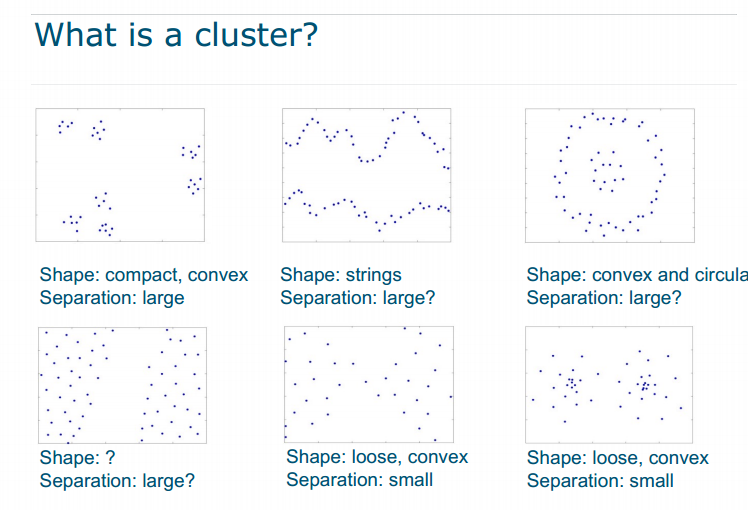 What is a cluster?
Shape: compact, convex
Separation: large
Shape: strings
Separation: large?
Shape: convex and circula
Separation: large?
Shape: ?
Separation: large?
Shape: loose, convex
Separation: small
Shape: loose, convex
Separation: small